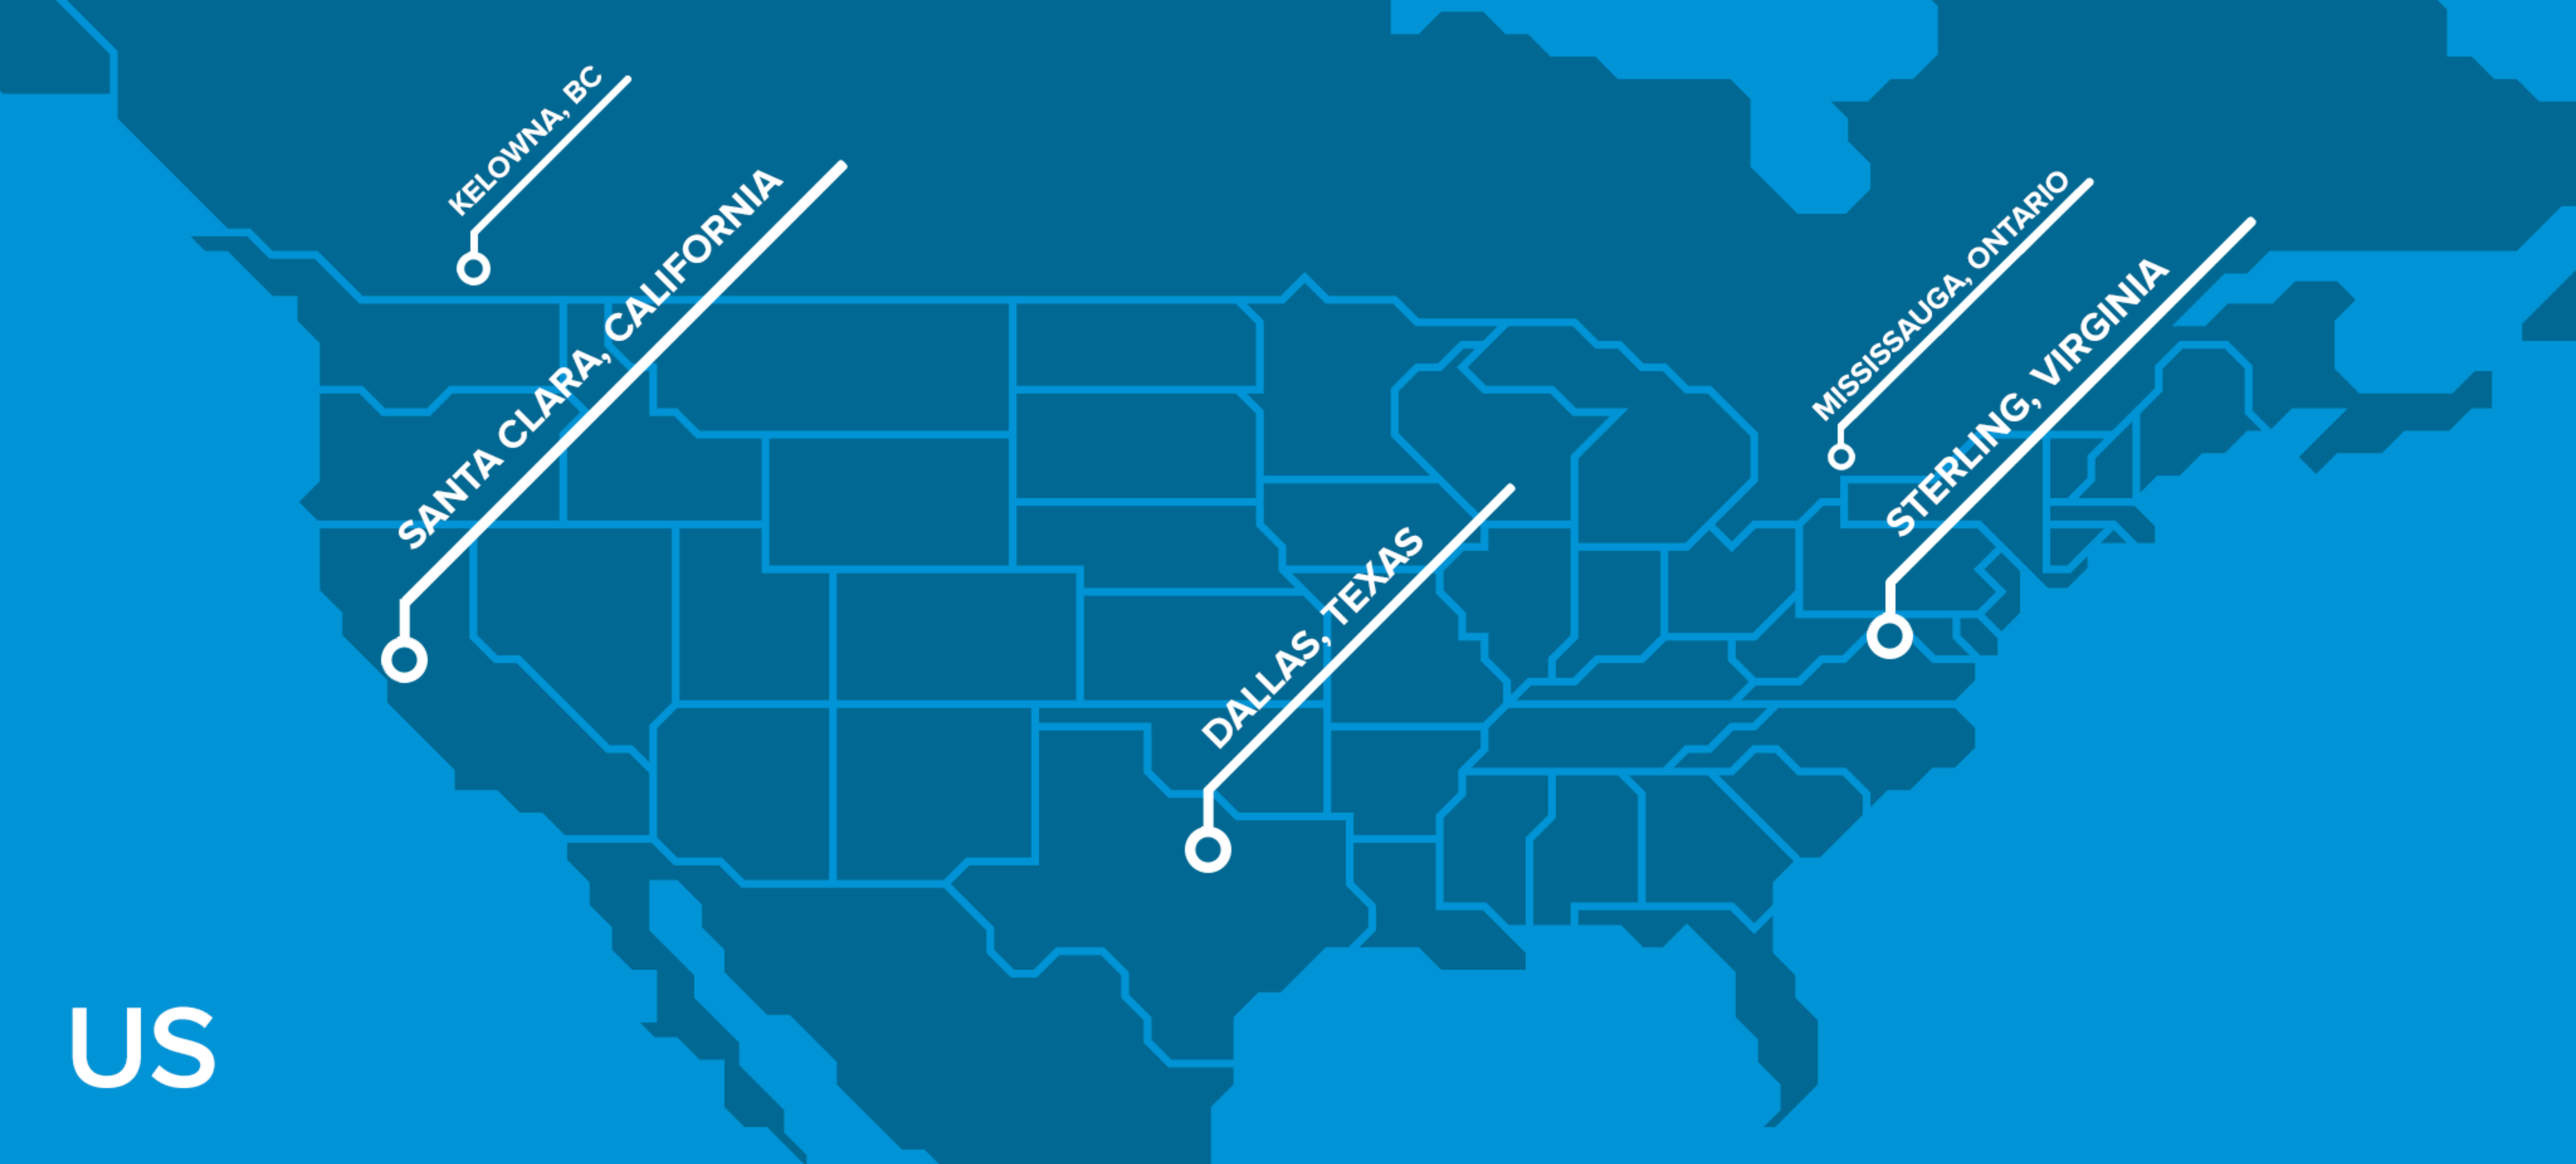 KELOWNA, BC
SANTA CLARA, CALIFORNIA
MISSISSAUGA, ONTARIO
STERLING, VIRGINIA
DALLAS, TEXAS
US